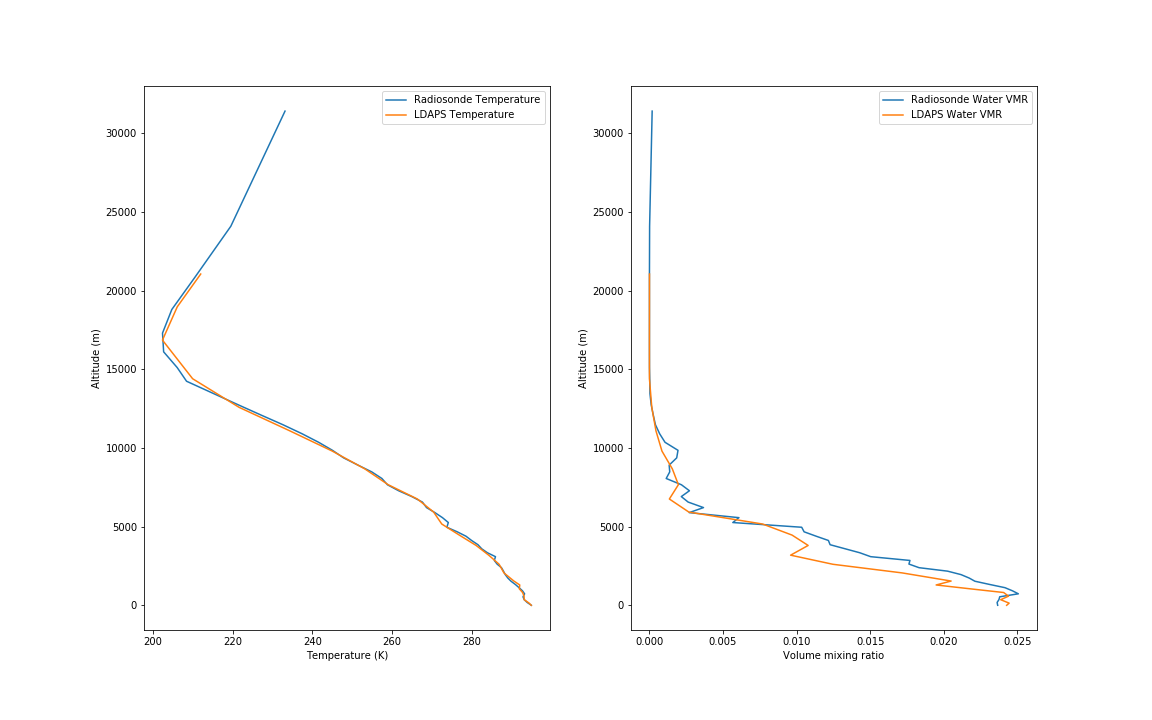 Radiosonde Temperature
LDAPS Temperature
30000
25000
20000
15000
10000
5000
0
Altitude (m)
200 220 240 260 280
Temperature (K)
Radiosonde Water VMR
LDAPS Water VMR
30000
25000
20000
15000
10000
5000
0
Altitude (m)
0.000 0.005 0.010 0.015 0.020 0.025
Volume mixing ratio